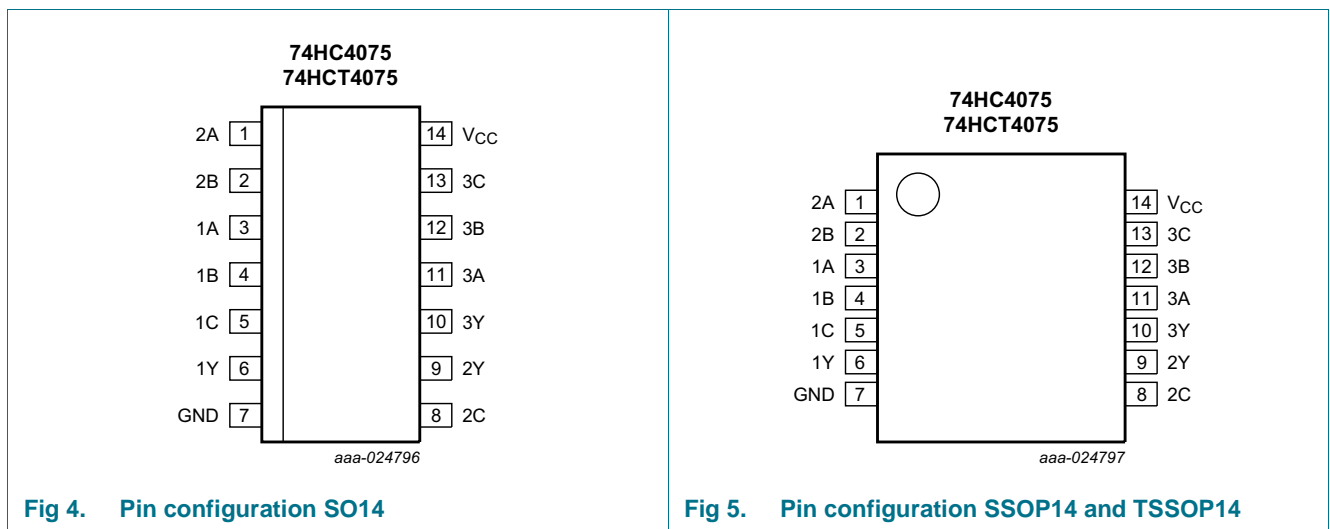 74HC4075
74HCT4075
2A 1
2B 2
1A 3
1B 4
1C 5
1Y 6
GND 7
14 VCC
13 3C
12 3B
11 3A
10 3Y
9 2Y
8 2C
aaa-024796
Fig 4. Pin configuration SO14
74HC4075
74HCT4075
2A 1
2B 2
1A 3
1B 4
1C 5
1Y 6
GND 7
14 VCC
13 3C
12 3B
11 3A
10 3Y
9 2Y
8 2C
aaa-024797
Fig 5. Pin configuration SSOP14 and TSSOP14